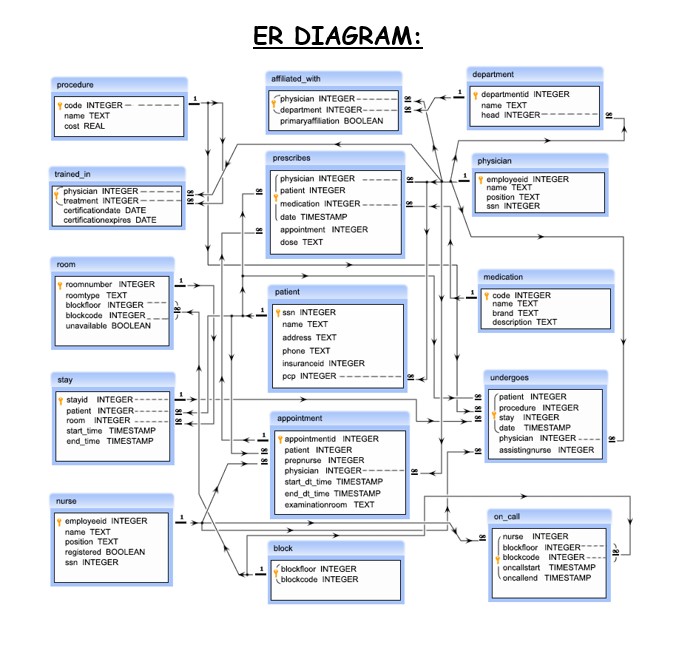 ER DIAGRAM:
procedure
code INTEGER
name TEXT
cost REAL
affiliated_with
physician INTEGER
department INTEGER
primaryaffiliation BOOLEAN
department
departmentid INTEGER
name TEXT
head INTEGER
trained_in
physician INTEGER
treatment INTEGER
certificationdate DATE
certificationexpires DATE
prescribes
physician INTEGER
patient INTEGER
medication INTEGER
date TIMESTAMP
appointment INTEGER
dose TEXT
physician
employeeid INTEGER
name TEXT
position TEXT
ssn INTEGER
room
roomnumber INTEGER
roomtype TEXT
blockfloor INTEGER
blockcode INTEGER
unavailable BOOLEAN
patient
ssn INTEGER
name TEXT
address TEXT
phone TEXT
insuranceid INTEGER
pcp INTEGER
medication
code INTEGER
name TEXT
brand TEXT
description TEXT
stay
stayid INTEGER
patient INTEGER
room INTEGER
start_time TIMESTAMP
end_time TIMESTAMP
appointment
appointmentid INTEGER
patient INTEGER
prepnurse INTEGER
physician INTEGER
start_dt_time TIMESTAMP
end_dt_time TIMESTAMP
examinationroom TEXT
undergoes
patient INTEGER
procedure INTEGER
stay INTEGER
date TIMESTAMP
physician INTEGER
assistingnurse INTEGER
nurse
employeeid INTEGER
name TEXT
position TEXT
registered BOOLEAN
ssn INTEGER
block
blockfloor INTEGER
blockcode INTEGER
on_call
nurse INTEGER
blockfloor INTEGER
blockcode INTEGER
oncallstart TIMESTAMP
oncallend TIMESTAMP